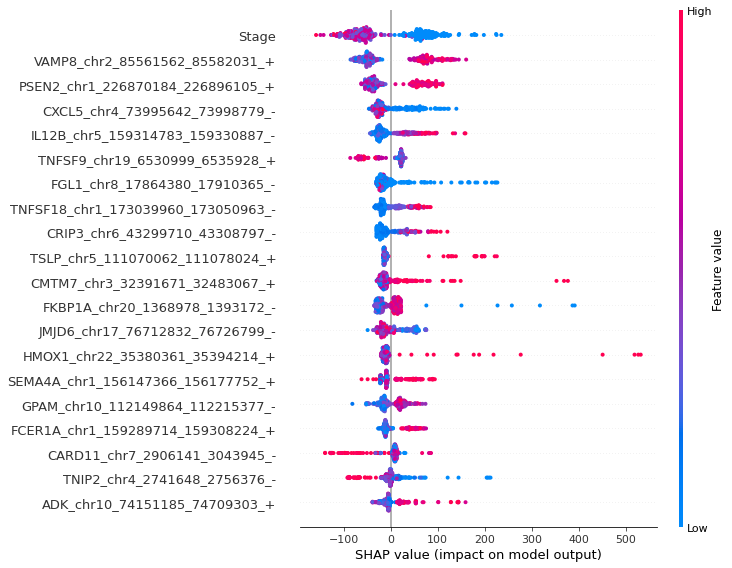 High
Stage
VAMP8_chr2_85561562_85582031_+
PSEN2_chr1_226870184_226896105_+
CXCL5_chr4_73995642_73998779_-
IL12B_chr5_159314783_159330887_-
TNFSF9_chr19_6530999_6535928_+
FGL1_chr8_17864380_17910365_-
TNFSF18_chr1_173039960_173050963_-
CRIP3_chr6_43299710_43308797_-
TSLP_chr5_111070062_111078024_+
CMTM7_chr3_32391671_32483067_+
FKBP1A_chr20_1368978_1393172_-
JMJD6_chr17_76712832_76726799_-
HMOX1_chr22_35380361_35394214_+
SEMA4A_chr1_156147366_156177752_+
GPAM_chr10_112149864_112215377_-
FCER1A_chr1_159289714_159308224_+
CARD11_chr7_2906141_3043945_-
TNIP2_chr4_2741648_2756376_-
ADK_chr10_74151185_74709303_+
Feature value
Low
−100 0 100 200 300 400 500
SHAP value (impact on model output)